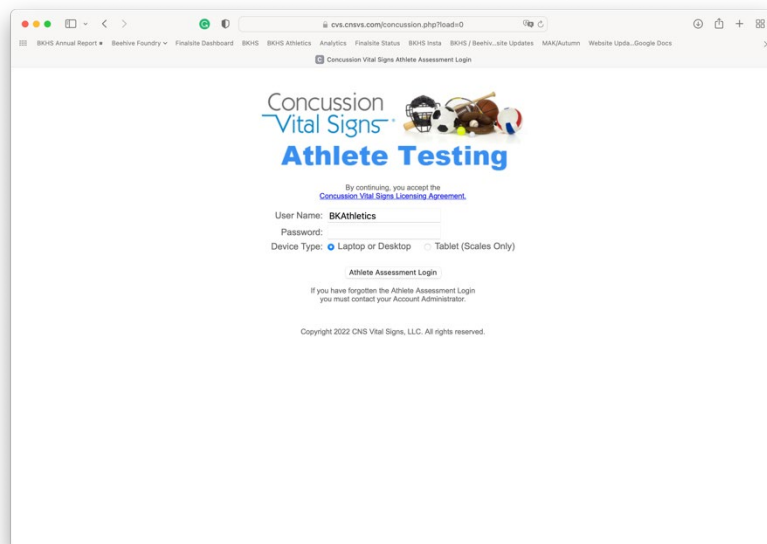 cvs.cnsvs.com/concussion.php?load=0
BKHS Annual Report Beehive Foundry Finalsite Dashboard BKHS BKHS Athletics Analytics Finalsite Status BKHS Insta BKHS / Beehiv...site Updates MAK/Autumn Website Upda...Google Docs
C Concussion Vital Signs Athlete Assessment Login
Concussion
Vital Signs
Athlete Testing
By continuing, you accept the
Concussion Vital Signs Licensing Agreement.
User Name: BKAthletics
Password:
Device Type: Laptop or Desktop Tablet (Scales Only)
Athlete Assessment Login
If you have forgotten the Athlete Assessment Login
you must contact your Account Administrator.
Copyright 2022 CNS Vital Signs, LLC. All rights reserved.